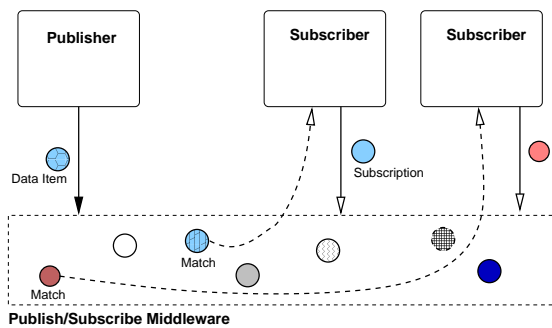 Publisher
Subscriber
Subscriber
Data Item
Subscription
Match
Match
Publish/Subscribe Middleware